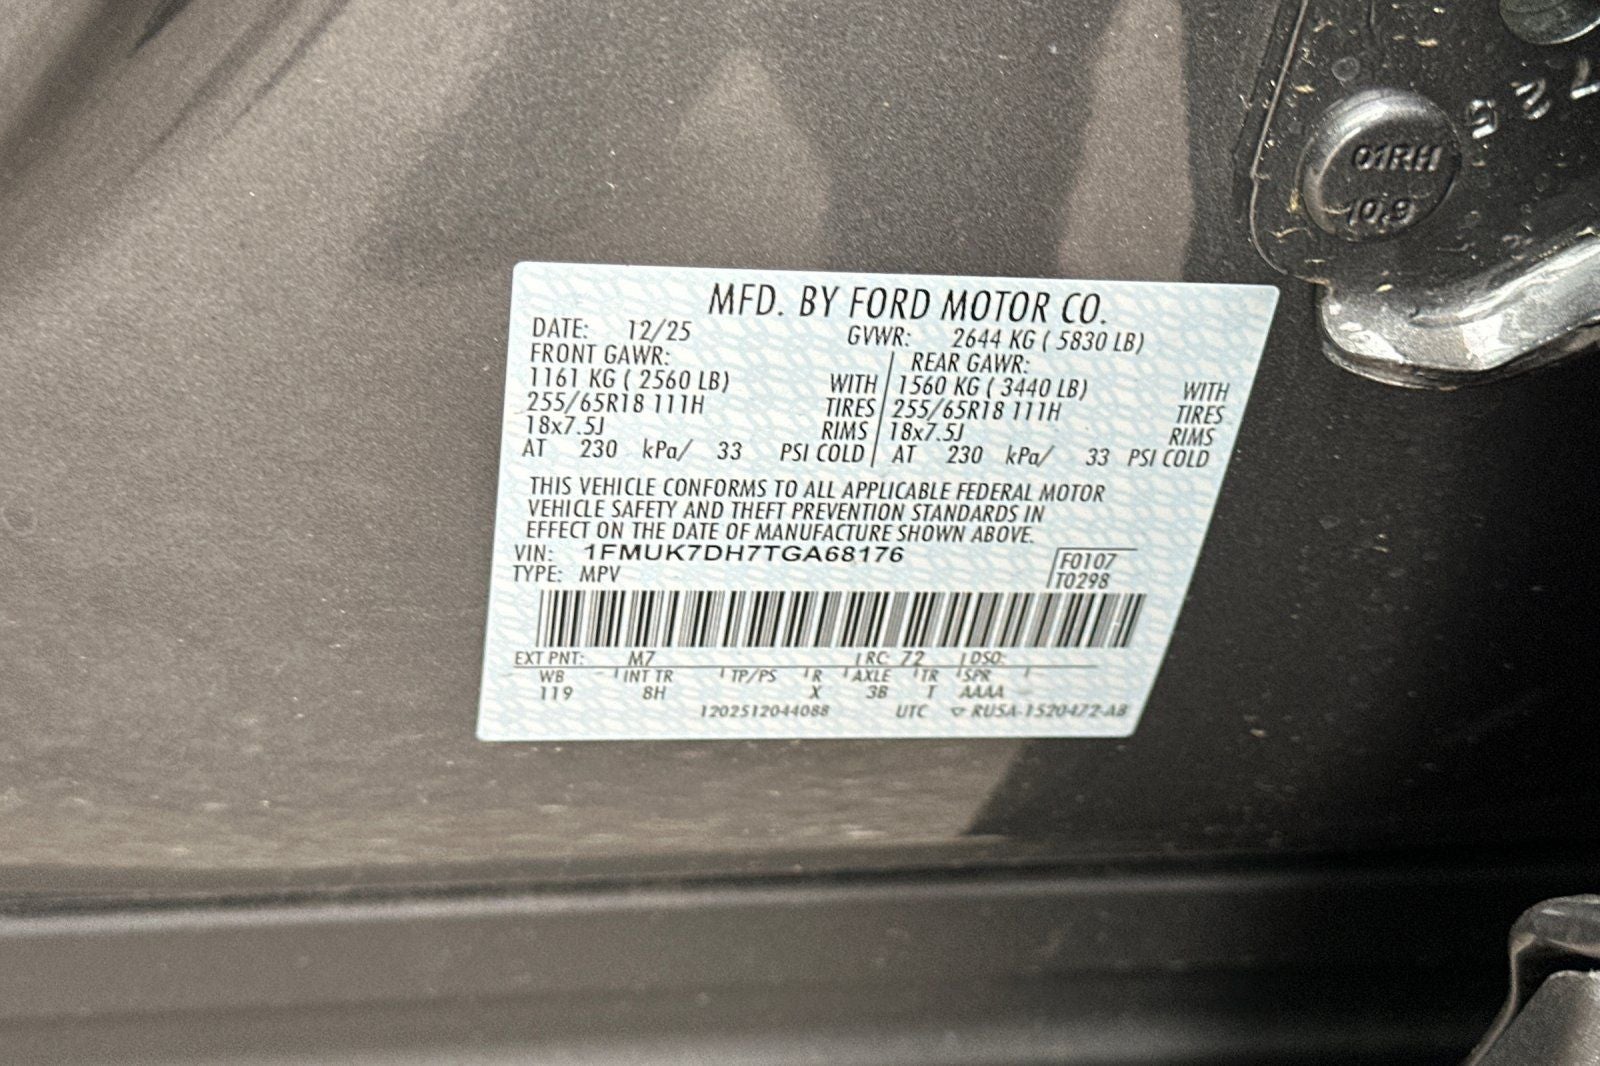 7
2
5
01RH
10.9
MFD. BY FORD MOTOR CO.
DATE: 12/25 GVWR: 2644 KG ( 5830 LB)
FRONT GAWR: REAR GAWR:
1161 KG ( 2560 LB) WITH 1560 KG ( 3440 LB) WITH
255/65R18 111H TIRES 255/65R18 111H TIRES
18x7.5J RIMS 18x7.5J RIMS
AT 230 kPa/ 33 PSI COLD AT 230 kPa/ 33 PSI COLD
THIS VEHICLE CONFORMS TO ALL APPLICABLE FEDERAL MOTOR
VEHICLE SAFETY AND THEFT PREVENTION STANDARDS IN
EFFECT ON THE DATE OF MANUFACTURE SHOWN ABOVE.
VIN: 1FMUK7DH7TGA68176 F0107
TYPE: MPV T0298
EXT PNT: M7 RC: 72 DSO:
WB INT TR TP/PS R AXLE TR SPR
119 8H X 3B T AAAA
1202512044088 UTC RUSA-1520472-AB